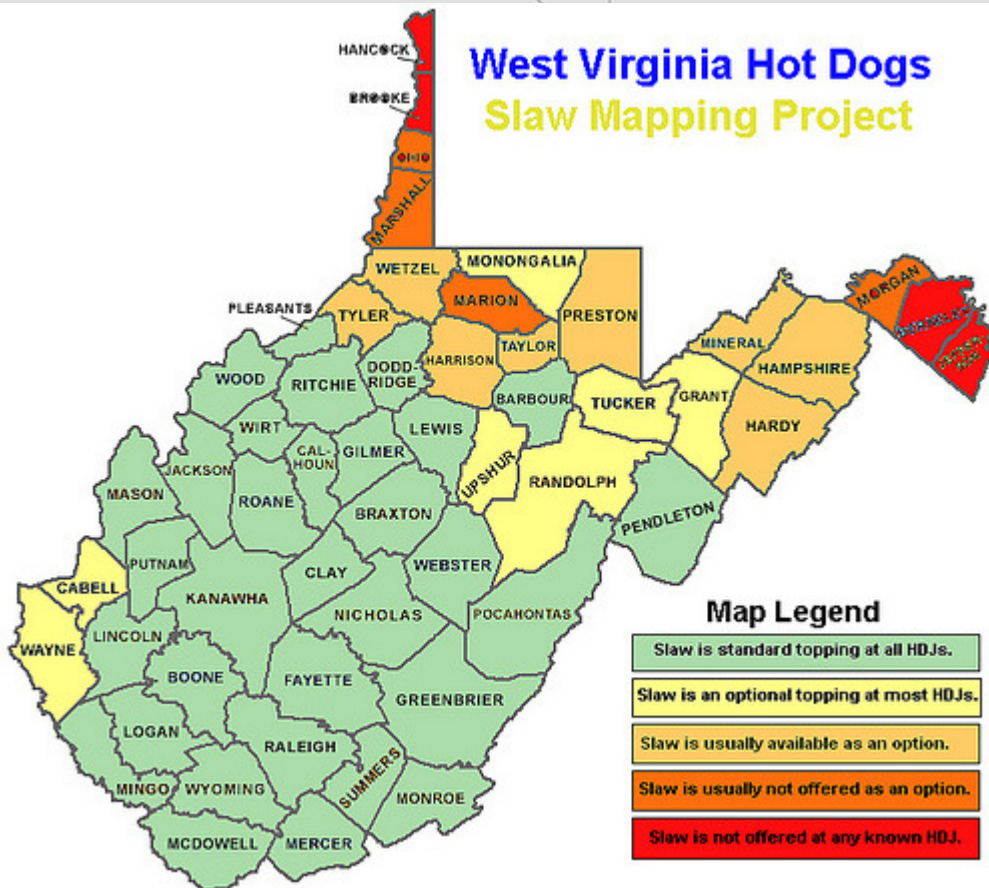 West Virginia Hot Dogs
Slaw Mapping Project
HANCOCK
BROOKE
OHIO
MARSHALL
WETZEL
MONONGALIA
MARION
PRESTON
MORGAN
PLEASANTS
TYLER
HARRISON
TAYLOR
MINERAL
HAMPSHIRE
WOOD
RITCHIE
DODD-
RIDGE
BARBOUR
TUCKER
GRANT
HARDY
WIRT
CAL-
HOUN
GILMER
LEWIS
UPSHUR
RANDOLPH
JACKSON
MASON
ROANE
BRAXTON
PENDLETON
PUTNAM
CLAY
WEBSTER
CABELL
KANAWHA
NICHOLAS
POCAHONTAS
WAYNE
LINCOLN
BOONE
FAYETTE
GREENBRIER
LOGAN
RALEIGH
SUMMERS
MONROE
MINGO
WYOMING
MCDOWELL
MERCER
Map Legend
Slaw is standard topping at all HDJs.
Slaw is an optional topping at most HDJs.
Slaw is usually available as an option.
Slaw is usually not offered as an option.
Slaw is not offered at any known HDJ.